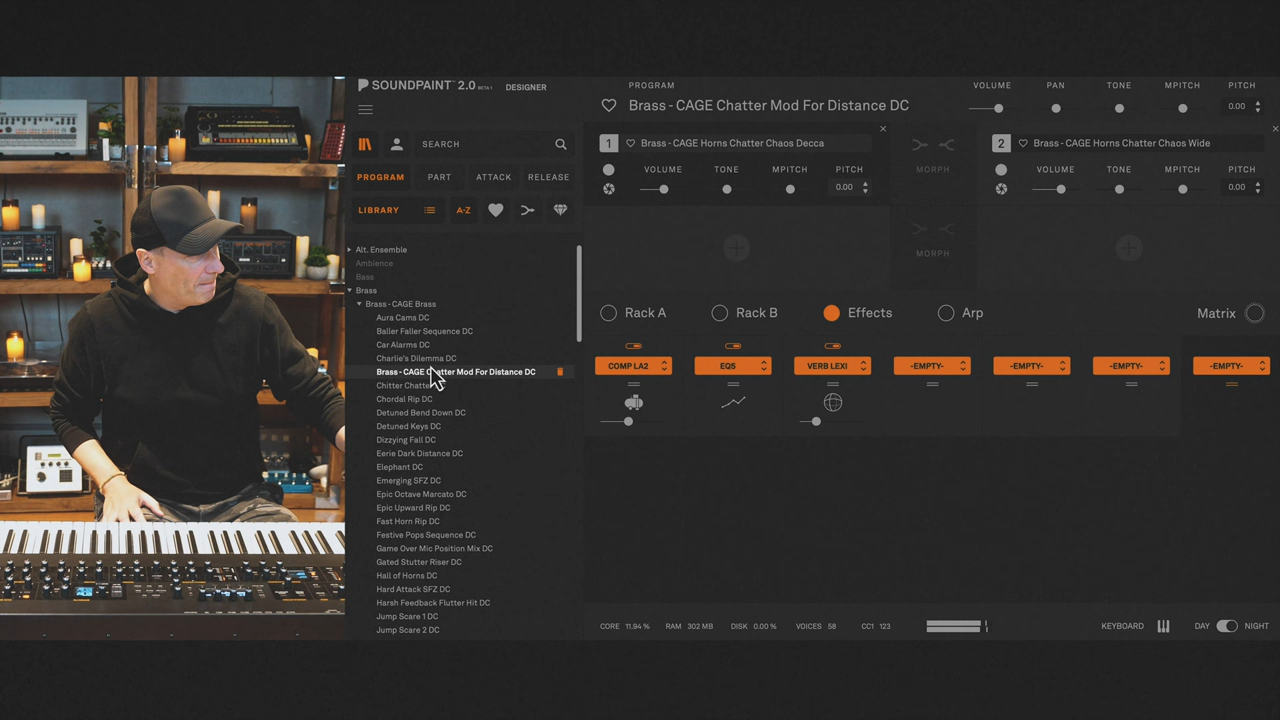 SOUNDPAINT™ 2.0 BETA 1 DESIGNER
SEARCH
PROGRAM PART ATTACK RELEASE
LIBRARY A-Z
Alt. Ensemble
Ambience
Bass
Brass
Brass - CAGE Brass
Aura Cams DC
Baller Faller Sequence DC
Car Alarms DC
Charlie's Dilemma DC
Brass - CAGE Chatter Mod For Distance DC
Chitter Chatter
Chordal Rip DC
Detuned Bend Down DC
Detuned Keys DC
Dizzying Fall DC
Eerie Dark Distance DC
Elephant DC
Emerging SFZ DC
Epic Octave Marcato DC
Epic Upward Rip DC
Fast Horn Rip DC
Festive Pops Sequence DC
Game Over Mic Position Mix DC
Gated Stutter Riser DC
Hall of Horns DC
Hard Attack SFZ DC
Harsh Feedback Flutter Hit DC
Jump Scare 1 DC
Jump Scare 2 DC
PROGRAM
Brass - CAGE Chatter Mod For Distance DC
VOLUME PAN TONE MPITCH PITCH
0.00
1 Brass - CAGE Horns Chatter Chaos Decca
VOLUME TONE MPITCH PITCH
0.00
MORPH
MORPH
2 Brass - CAGE Horns Chatter Chaos Wide
VOLUME TONE MPITCH PITCH
0.00
Rack A Rack B Effects Arp Matrix
COMP LA2 EQ5 VERB LEXI -EMPTY- -EMPTY- -EMPTY- -EMPTY-
CORE 11.94 % RAM 302 MB DISK 0.00 % VOICES 58 CC1 123
KEYBOARD DAY NIGHT